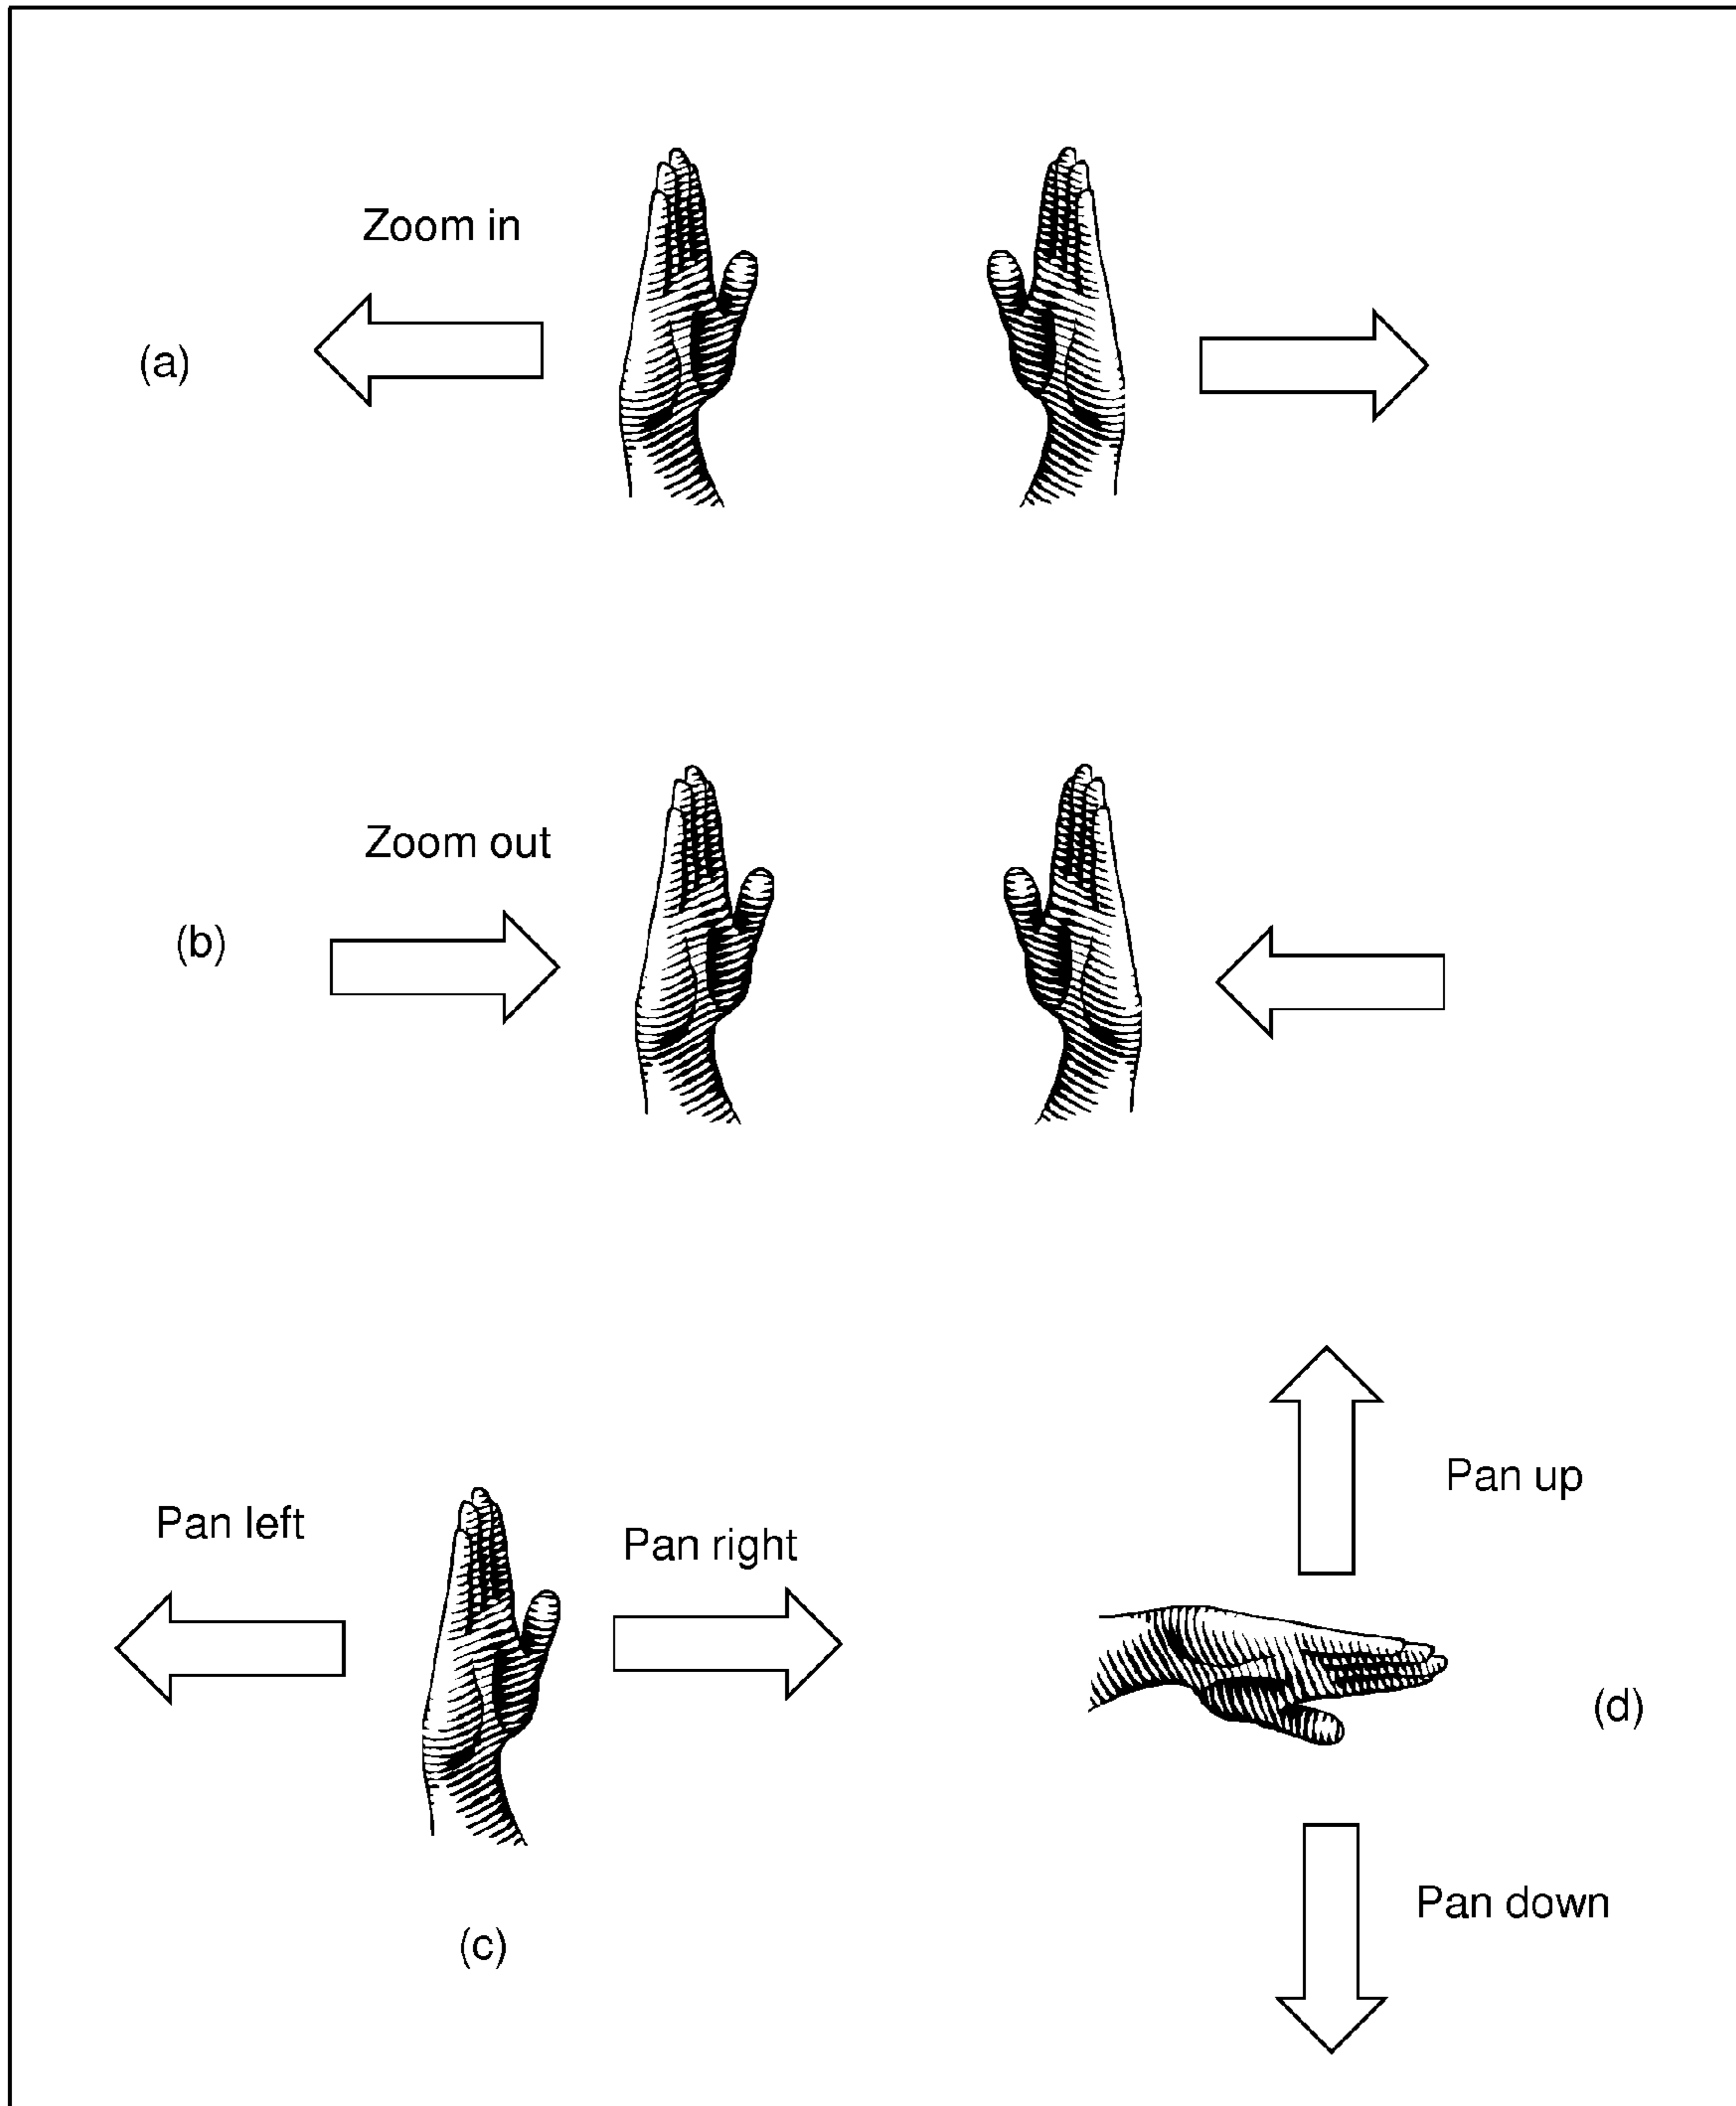 Zoom in
(a)
Zoom out
(b)
Pan left
Pan right
(c)
Pan up
(d)
Pan down